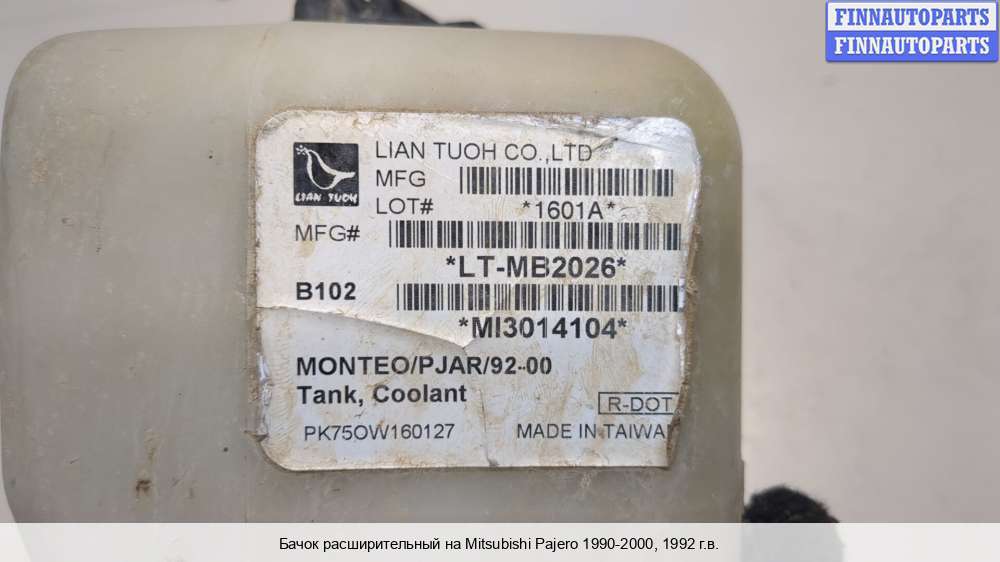 FINNAUTOPARTS
FINNAUTOPARTS
LIAN TUOH CO.,LTD
MFG
LOT#
*1601A*
LIAN TUOH
MFG#
*LT-MB2026*
B102
*MI3014104*
MONTEO/PJAR/92-00
Tank, Coolant
R-DOT
PK75OW160127
MADE IN TAIWA
Бачок расширительный на Mitsubishi Pajero 1990-2000, 1992 г.в.